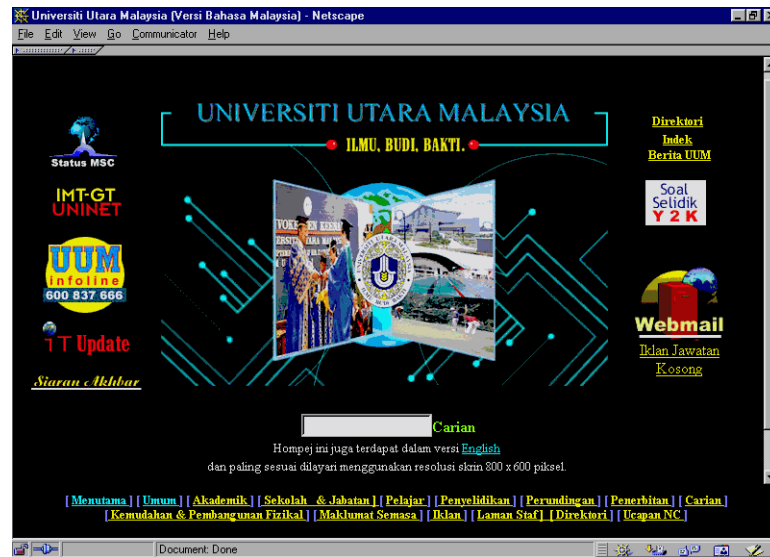 Universiti Utara Malaysia (Versi Bahasa Malaysia) - Netscape
File Edit View Go Communicator Help
UNIVERSITI UTARA MALAYSIA
ILMU, BUDI, BAKTI.
Status MSC
IMT-GT
UNINET
UUM
infoline
600 837 666
IT Update
Siaran Akhbar
Direktori
Indek
Berita UUM
Soal
Selidik
Y 2 K
Webmail
Iklan Jawatan
Kosong
UNIVERSITI UTARA MALAYSIA
Carian
Hompej ini juga terdapat dalam versi English
dan paling sesuai dilayari menggunakan resolusi skrin 800 x 600 piksel.
[ Menutama ] [ Umum ] [ Akademik ] [ Sekolah & Jabatan ] [ Pelajar ] [ Penyelidikan ] [ Perundingan ] [ Penerbitan ] [ Carian ]
[ Kemudahan & Pembangunan Fizikal ] [ Maklumat Semasa ] [ Iklan ] [ Laman Staf ] [ Direktori ] [ Ucapan NC ]
Document: Done